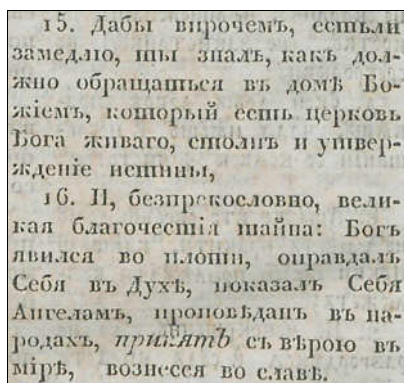 15. Дабы впрочемъ, естьли
замедлю, ты зналъ, какъ дол-
жно обращаться въ домѣ Бо-
жіемъ, который есть церковь
Бога живаго, столпъ и утвер-
жденіе истины,
16. И, безпрекословно, вели-
кая благочестія тайна: Богъ
явился во плоти, оправдалъ
Себя въ Духѣ, показалъ Себя
Ангеламъ, проповѣданъ въ на-
родахъ, принятъ съ вѣрою въ
мірѣ, вознесся во славѣ.